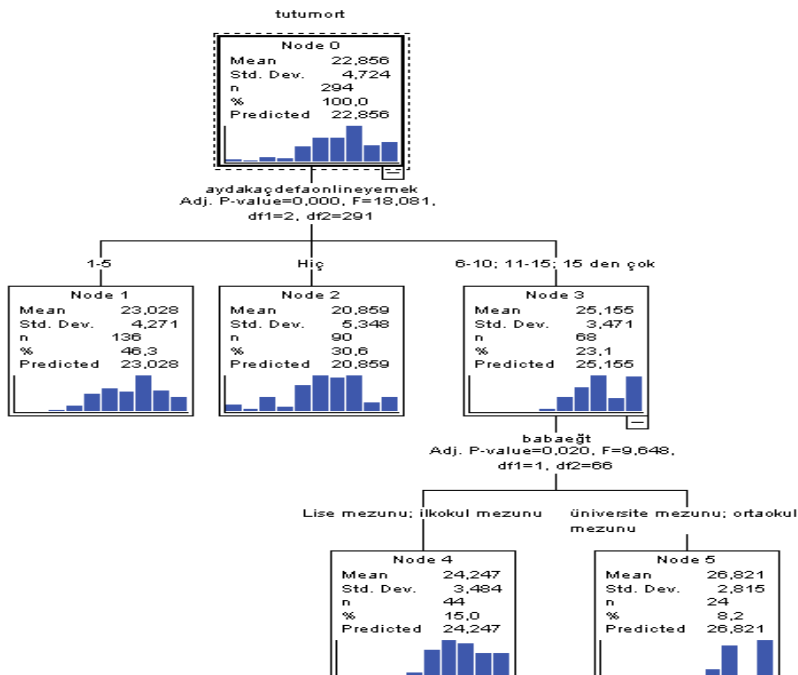 tutumort
Node 0
Mean 22,856
Std. Dev. 4,724
n 294
% 100,0
Predicted 22,856
aydakaçdefaonlineyemek
Adj. P-value=0,000, F=18,081,
df1=2, df2=291
1-5
Hiç
6-10; 11-15; 15 den çok
Node 1
Mean 23,028
Std. Dev. 4,271
n 136
% 46,3
Predicted 23,028
Node 2
Mean 20,859
Std. Dev. 5,348
n 90
% 30,6
Predicted 20,859
Node 3
Mean 25,155
Std. Dev. 3,471
n 68
% 23,1
Predicted 25,155
babaeğt
Adj. P-value=0,020, F=9,648,
df1=1, df2=66
Lise mezunu; ilkokul mezunu
üniversite mezunu; ortaokul
mezunu
Node 4
Mean 24,247
Std. Dev. 3,484
n 44
% 15,0
Predicted 24,247
Node 5
Mean 26,821
Std. Dev. 2,815
n 24
% 8,2
Predicted 26,821